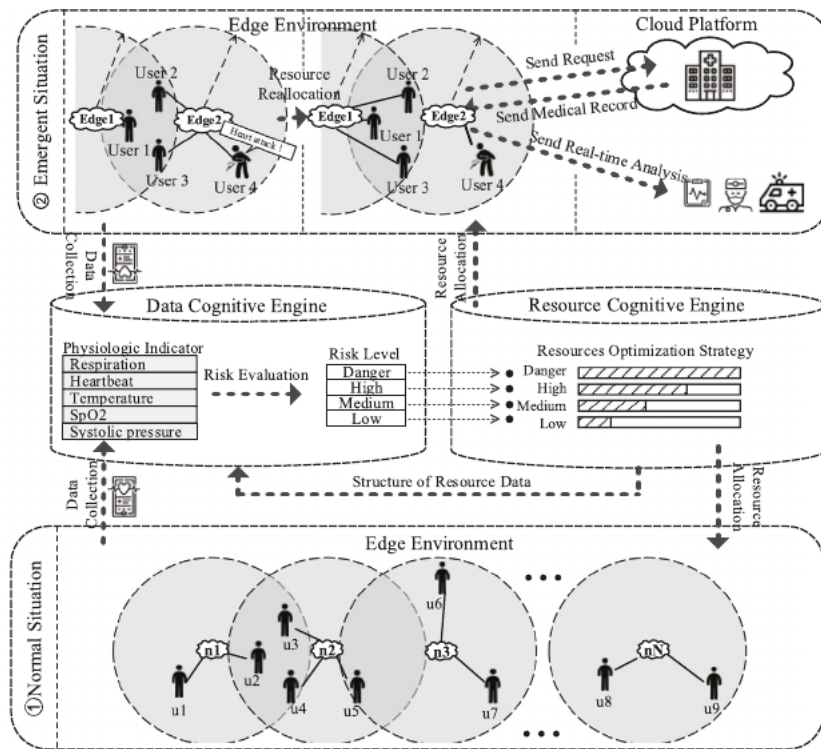 Edge Environment
Cloud Platform
② Emergent Situation
User 2
Edge1
Edge2
User 1
User 3
Heart attack !
User 4
Resource
Reallocation
User 2
Edge1
Edge2
User 1
User 3
User 4
Send Request
Send Medical Record
Send Real-time Analysis
Data
Collection
Resource
Allocation
Data Cognitive Engine
Resource Cognitive Engine
Physiologic Indicator
Respiration
Heartbeat
Temperature
SpO2
Systolic pressure
Risk Evaluation
Risk Level
Danger
High
Medium
Low
Resources Optimization Strategy
Danger
High
Medium
Low
Structure of Resource Data
Data
Collection
Resource
Allocation
①Normal Situation
Edge Environment
n1
u1
u2
u3
n2
u4
u5
u6
n3
u7
nN
u8
u9